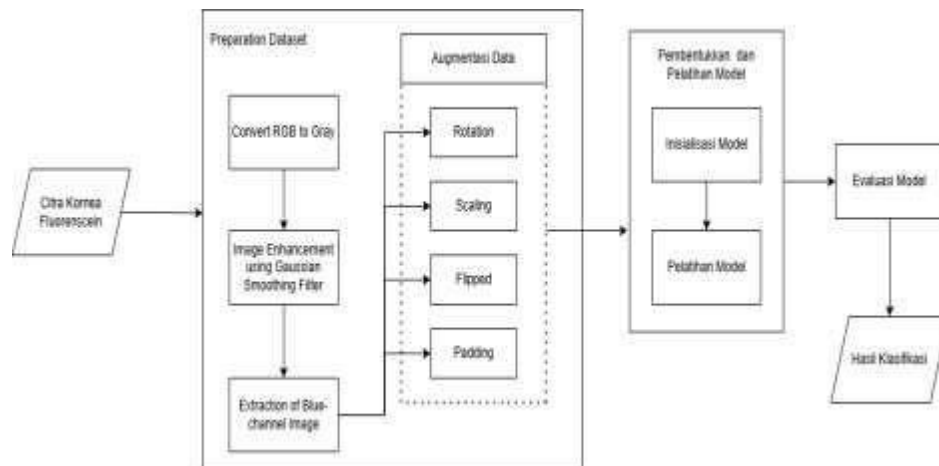 Citra Kornea
Fluorenscein
Preparation Dataset
Convert RGB to Gray
Image Enhancement
using Gaussian
Smoothing Filter
Extraction of Blue-
channel Image
Augmentasi Data
Rotation
Scaling
Flipped
Padding
Pembentukkan dan
Pelatihan Model
Inisialisasi Model
Pelatihan Model
Evaluasi Model
Hasil Klasifikasi